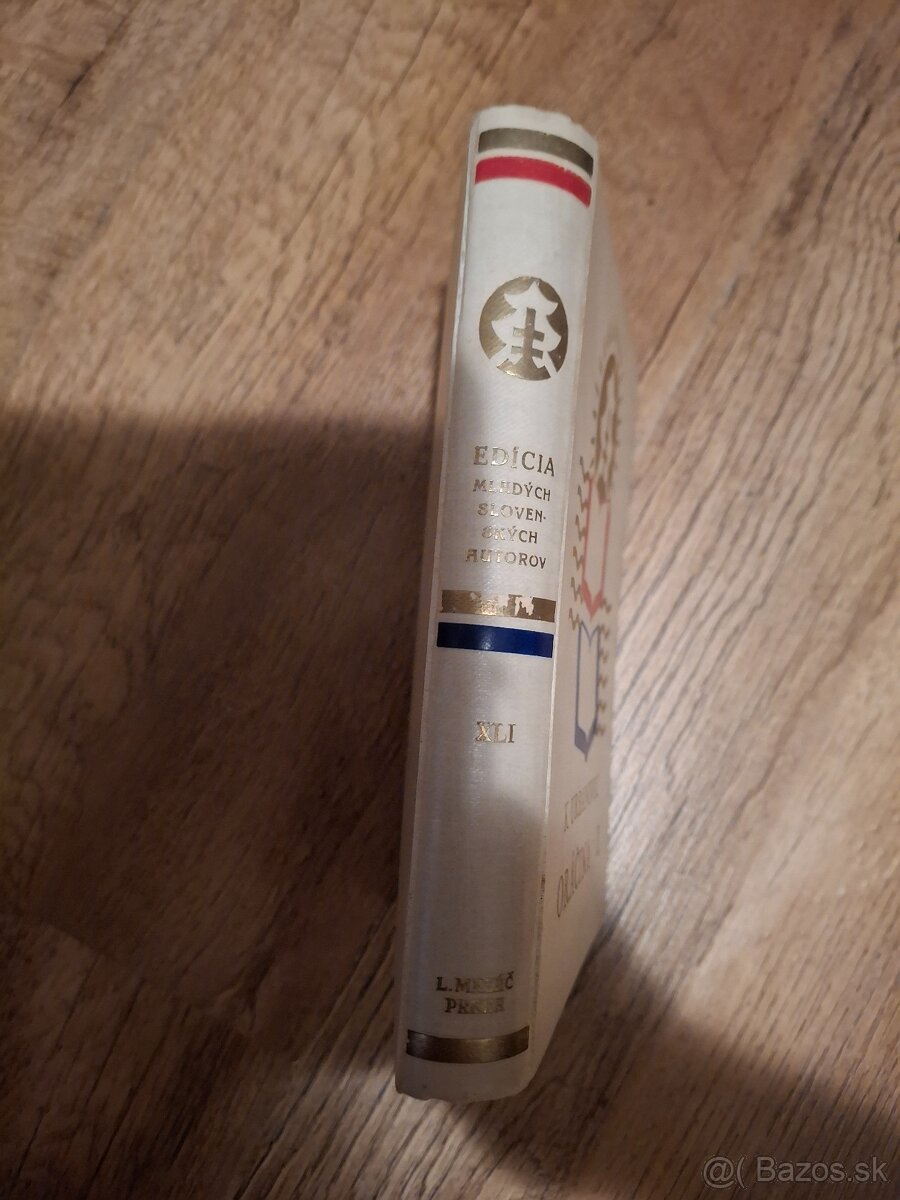 EDÍCIA
MLADÝCH
SLOVEN-
SKÝCH
AUTOROV
XLI
L. MAZÁČ
PRAHA
@( Bazos.sk